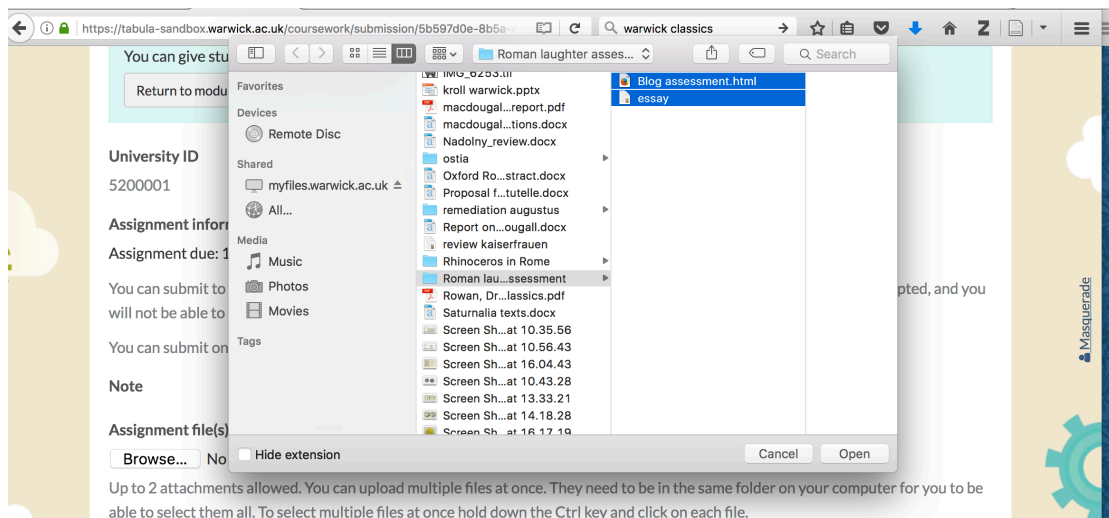 https://tabula-sandbox.warwick.ac.uk/coursework/submission/5b597d0e-8b5a-
warwick classics
You can give stu
Return to modu
University ID
5200001
Assignment infor
Assignment due: 1
You can submit to
pted, and you
will not be able to
You can submit on
Note
Assignment file(s)
Browse... No
Up to 2 attachments allowed. You can upload multiple files at once. They need to be in the same folder on your computer for you to be
able to select them all. To select multiple files at once hold down the Ctrl key and click on each file.
Masquerade
Roman laughter asses...
Search
Favorites
Devices
Remote Disc
Shared
myfiles.warwick.ac.uk
All...
Media
Music
Photos
Movies
Tags
IMG_6253.tif
kroll warwick.pptx
macdougal...report.pdf
macdougal...tions.docx
Nadolny_review.docx
ostia
Oxford Ro...stract.docx
Proposal f...tutelle.docx
remediation augustus
Report on...ougall.docx
review kaiserfrauen
Rhinoceros in Rome
Roman lau...ssessment
Rowan, Dr...lassics.pdf
Saturnalia texts.docx
Screen Sh...at 10.35.56
Screen Sh...at 10.56.43
Screen Sh...at 16.04.43
Screen Sh...at 10.43.28
Screen Sh...at 13.33.21
Screen Sh...at 14.18.28
Screen Sh...at 16.17.19
Blog assessment.html
essay
Hide extension
Cancel
Open